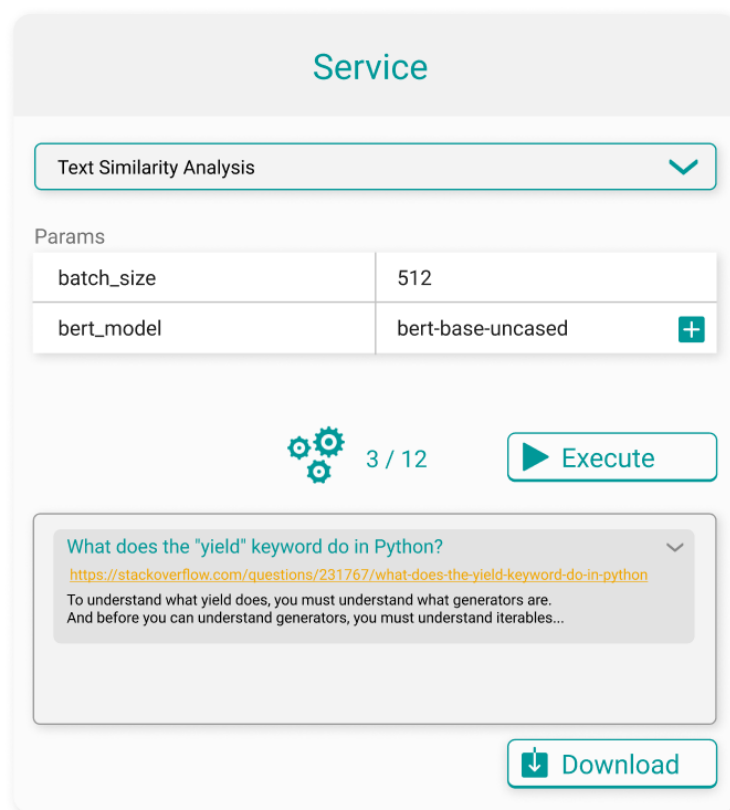 Service
Text Similarity Analysis
Params
batch_size 512
bert_model bert-base-uncased
3 / 12 Execute
What does the "yield" keyword do in Python?
https://stackoverflow.com/questions/231767/what-does-the-yield-keyword-do-in-python
To understand what yield does, you must understand what generators are.
And before you can understand generators, you must understand iterables...
Download